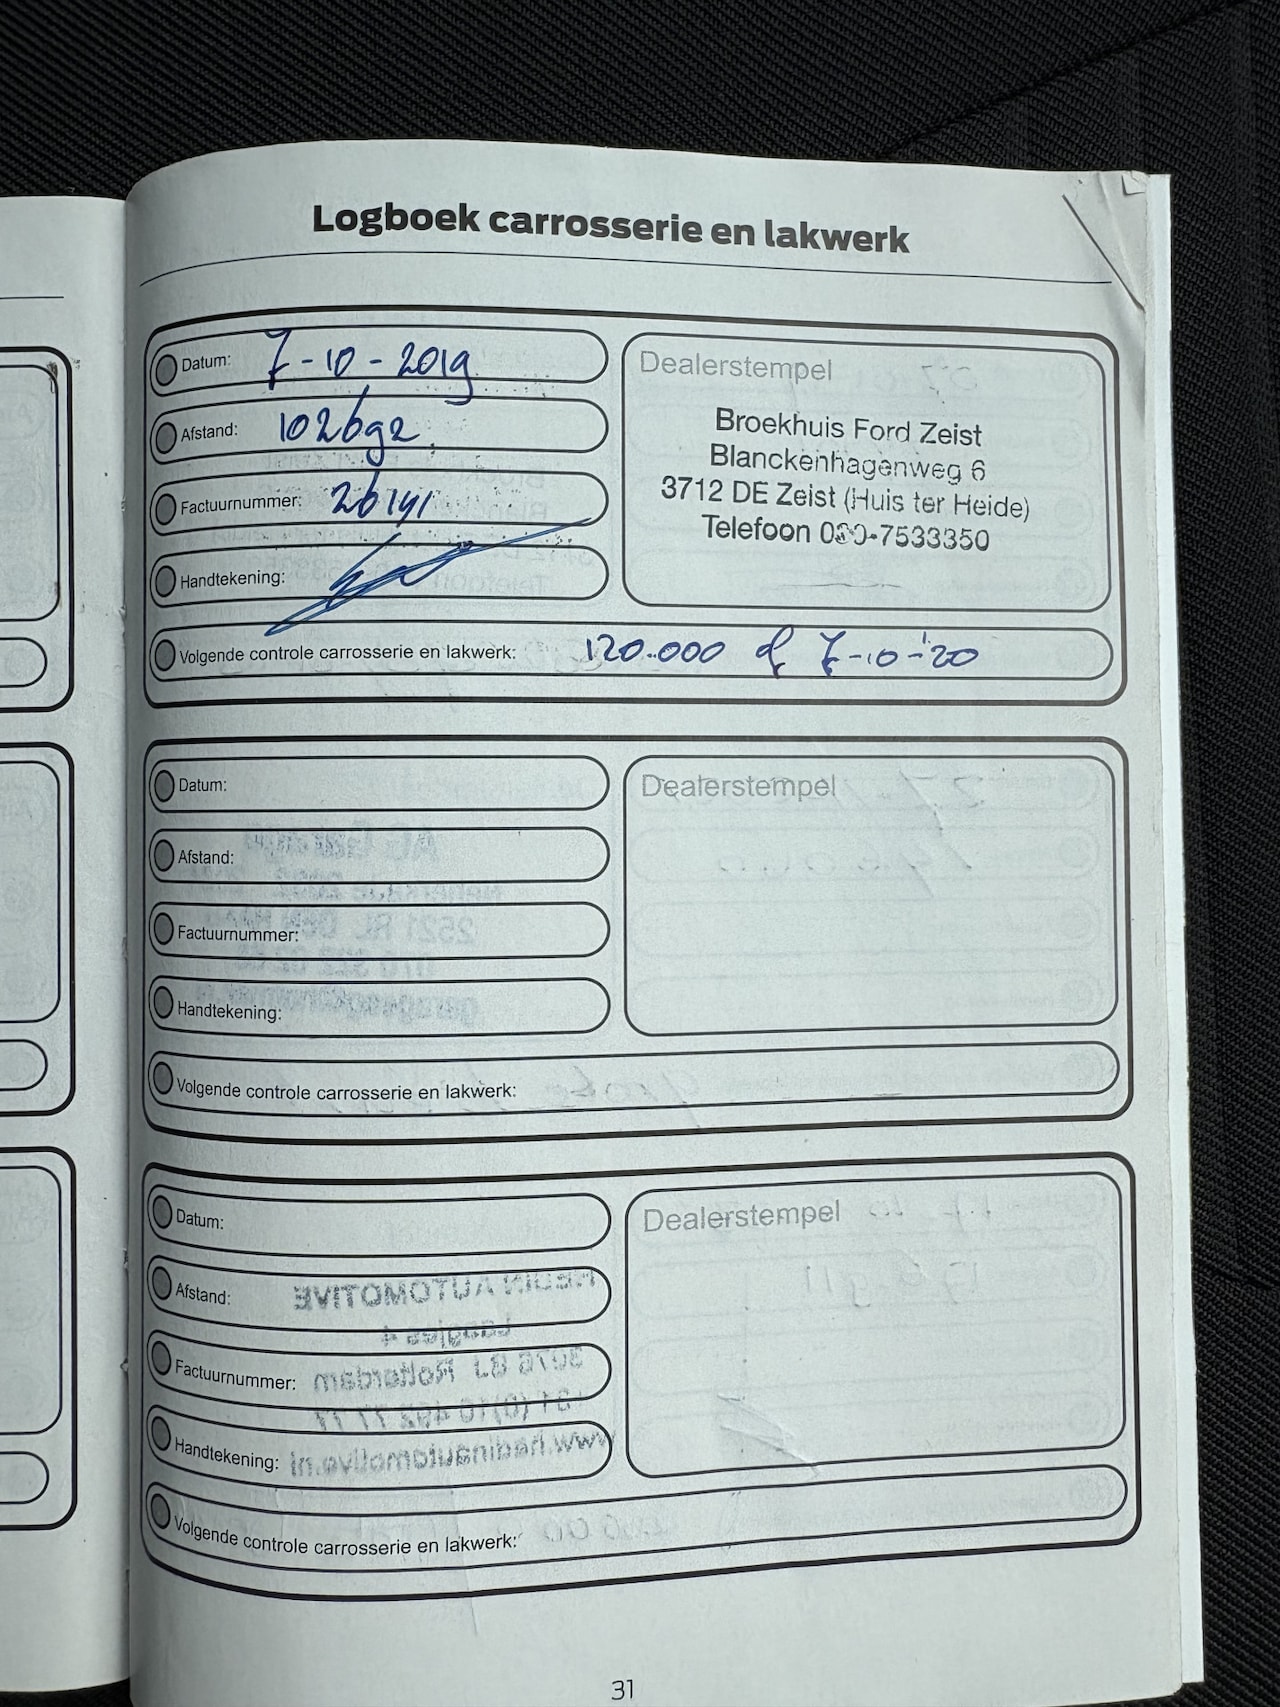 Logboek carrosserie en lakwerk
Datum: 7-10-2019
Afstand: 102692
Factuurnummer: 26141
Handtekening:
Dealerstempel
Broekhuis Ford Zeist
Blanckenhagenweg 6
3712 DE Zeist (Huis ter Heide)
Telefoon 030-7533350
Volgende controle carrosserie en lakwerk: 120.000 of 7-10-'20
Datum:
Afstand:
Factuurnummer:
Handtekening:
Dealerstempel
Volgende controle carrosserie en lakwerk:
Datum:
Afstand:
Factuurnummer:
Handtekening:
Dealerstempel
Volgende controle carrosserie en lakwerk:
31